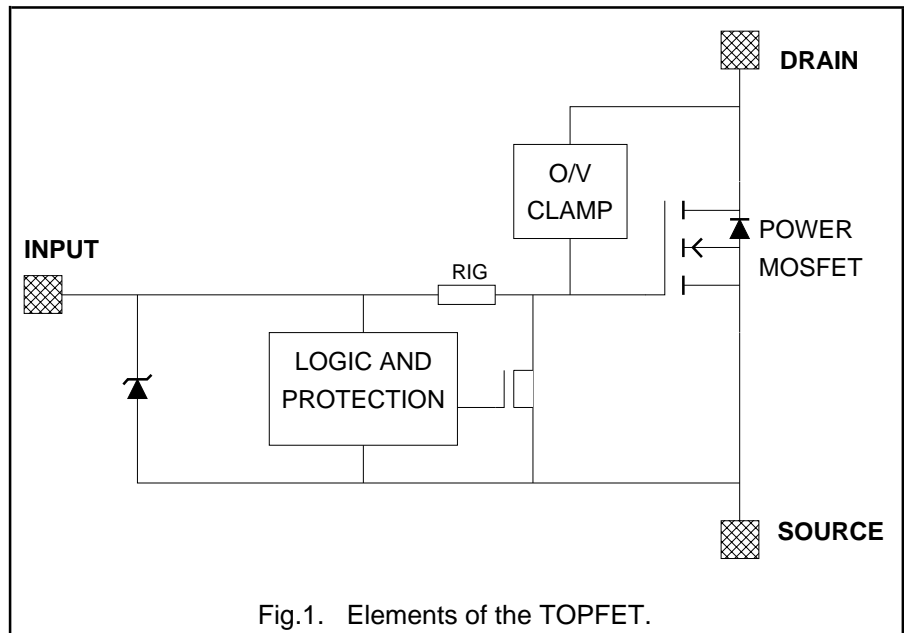 DRAIN
O/V
CLAMP
POWER
MOSFET
INPUT
RIG
LOGIC AND
PROTECTION
SOURCE
Fig.1. Elements of the TOPFET.